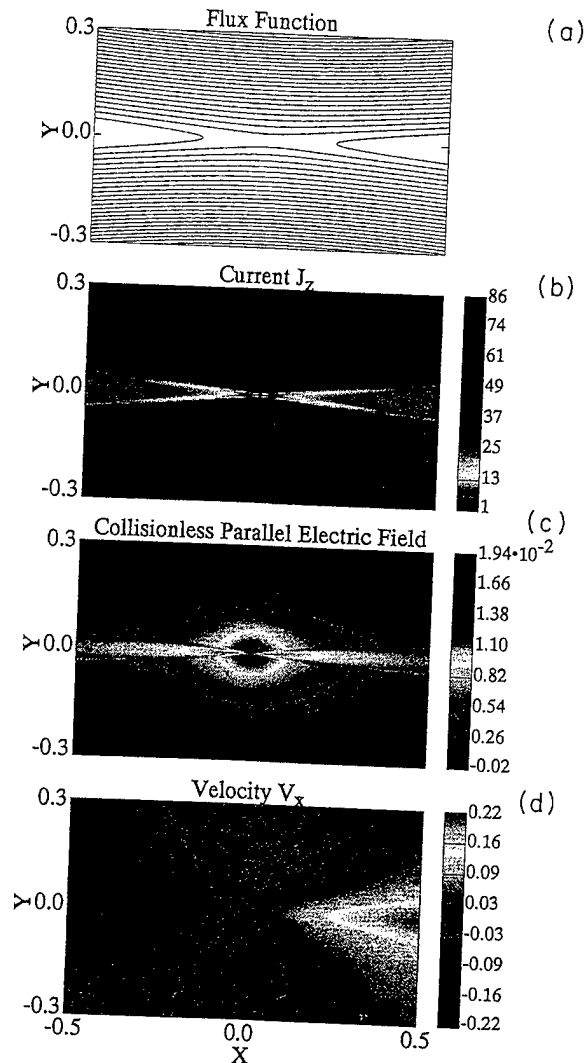 Flux Function
(a)
0.3
Y 0.0
-0.3
Current J_z
(b)
0.3
Y 0.0
-0.3
86
74
61
49
37
25
13
1
Collisionless Parallel Electric Field
(c)
0.3
Y 0.0
-0.3
1.94•10⁻²
1.66
1.38
1.10
0.82
0.54
0.26
-0.02
Velocity V_x
(d)
0.3
Y 0.0
-0.3
0.22
0.16
0.09
0.03
-0.03
-0.09
-0.16
-0.22
-0.5 0.0 0.5
X